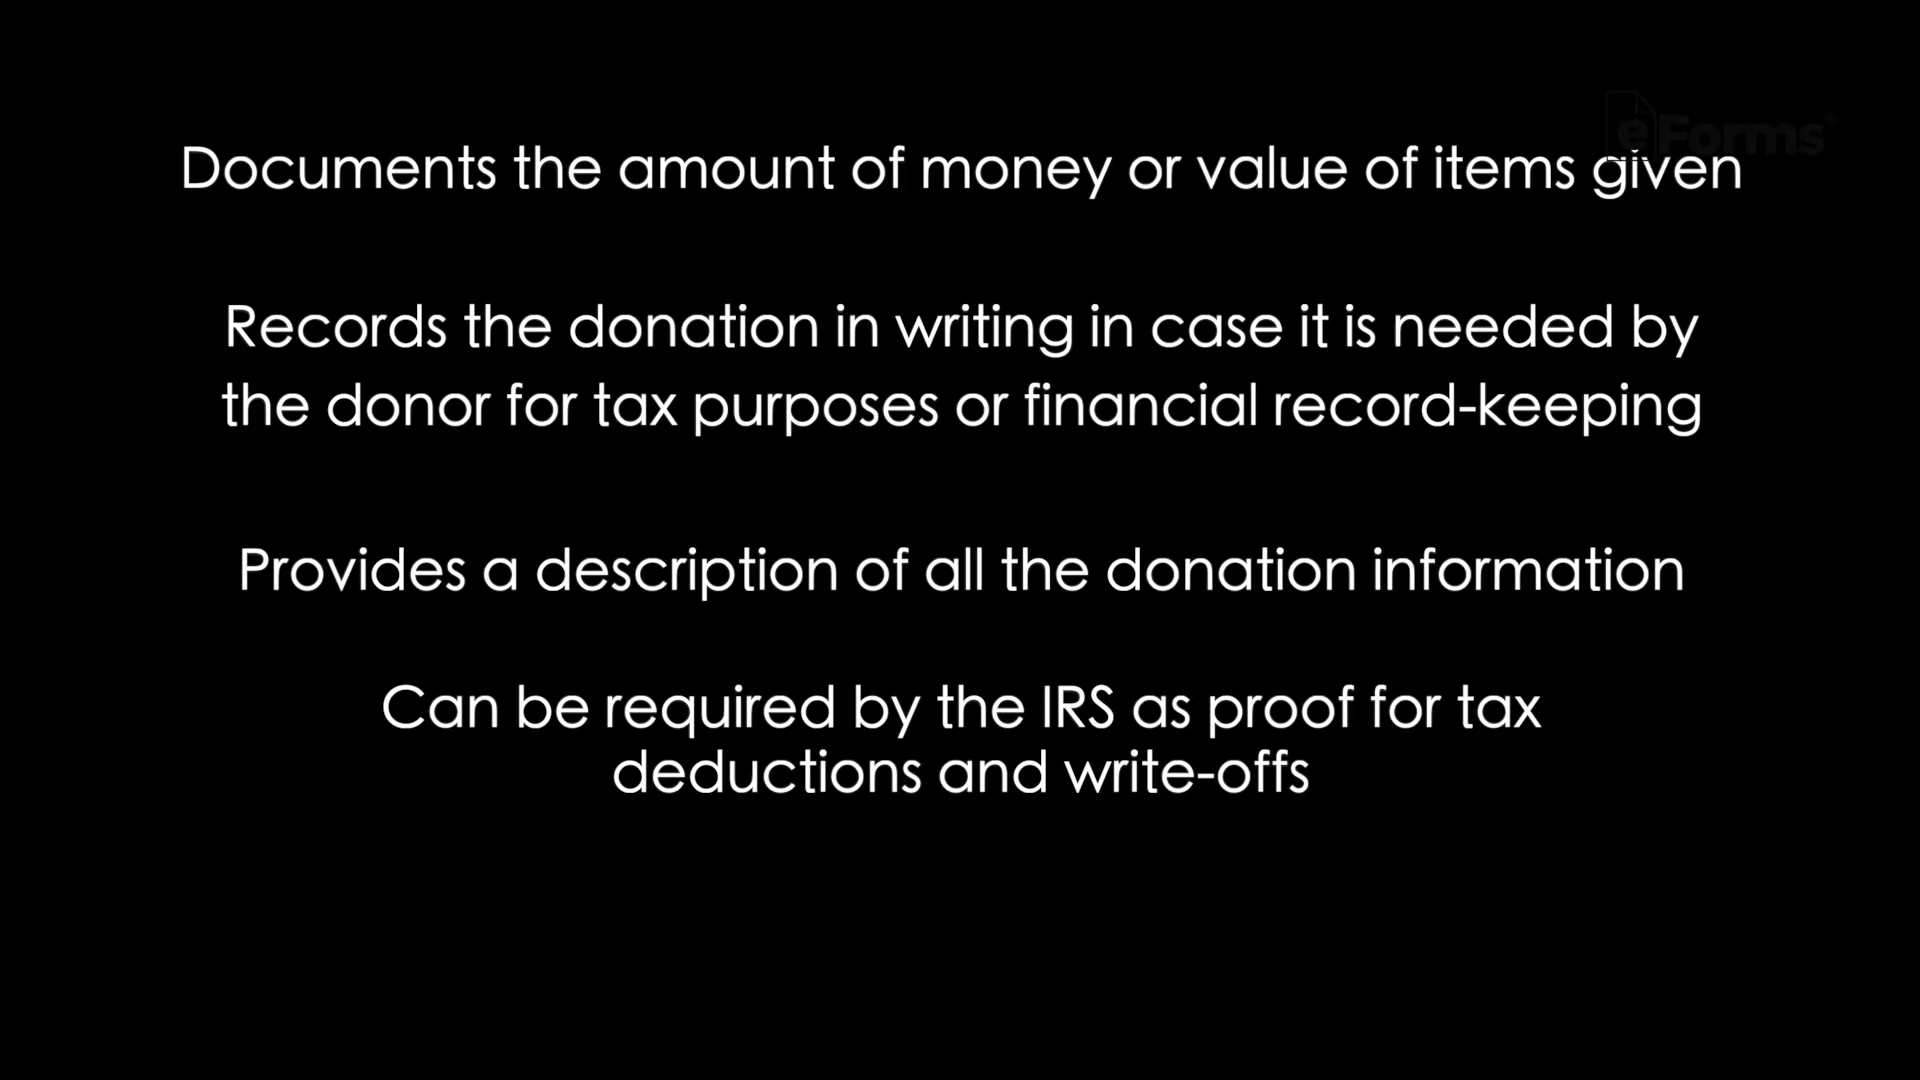 eForms
Documents the amount of money or value of items given
Records the donation in writing in case it is needed by
the donor for tax purposes or financial record-keeping
Provides a description of all the donation information
Can be required by the IRS as proof for tax
deductions and write-offs